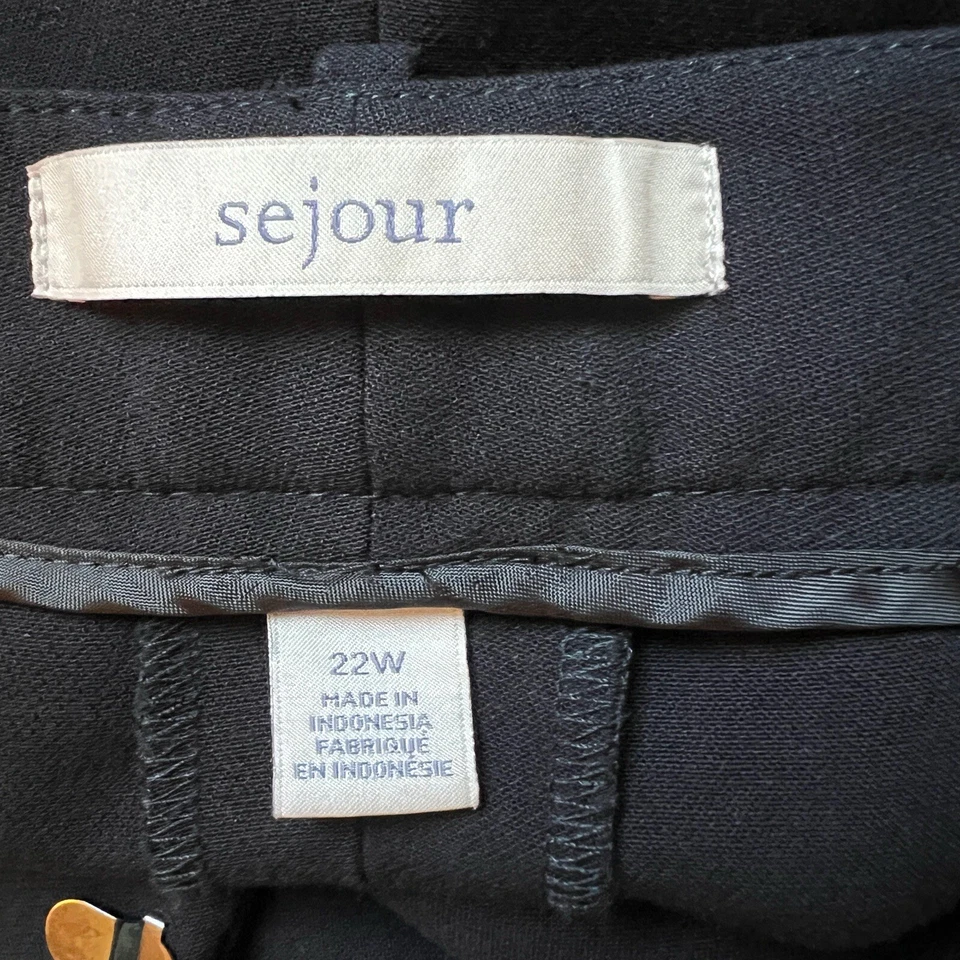 sejour
22W
MADE IN
INDONESIA
FABRIQUÉ
EN INDONÉSIE